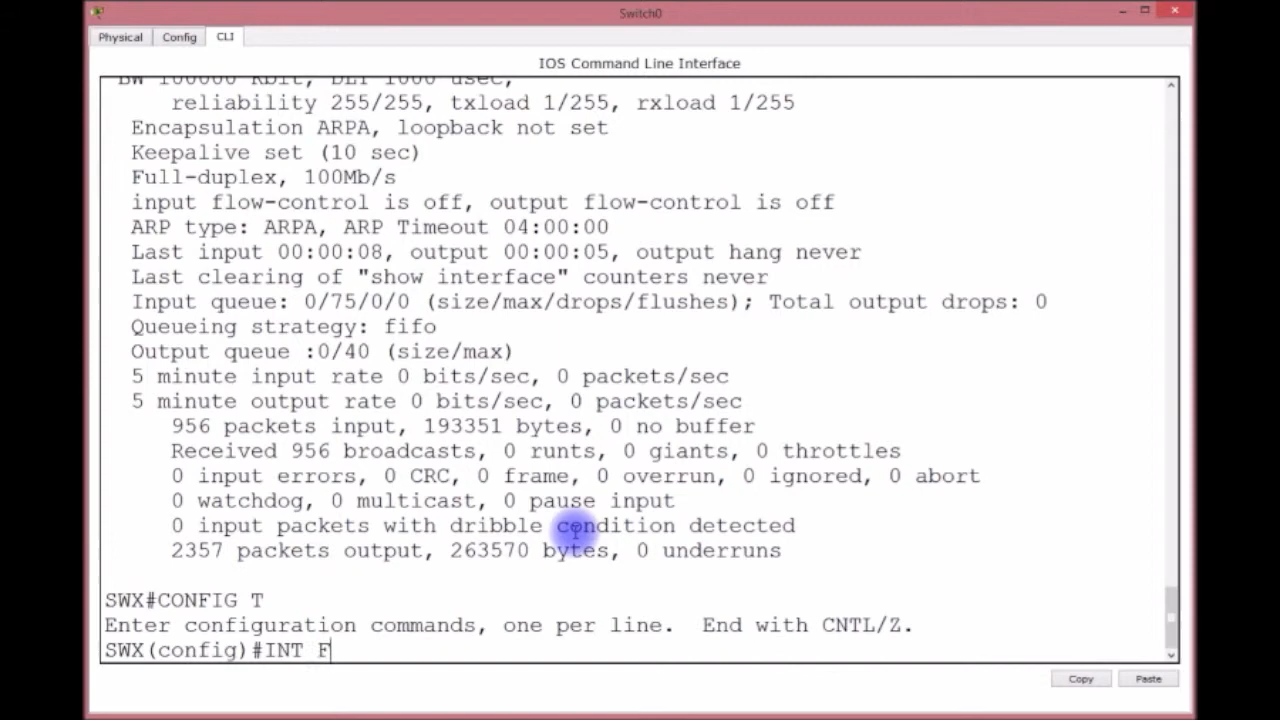 Switch0
Physical Config CLI
IOS Command Line Interface
BW 100000 Kbit, DLY 1000 usec,
reliability 255/255, txload 1/255, rxload 1/255
Encapsulation ARPA, loopback not set
Keepalive set (10 sec)
Full-duplex, 100Mb/s
input flow-control is off, output flow-control is off
ARP type: ARPA, ARP Timeout 04:00:00
Last input 00:00:08, output 00:00:05, output hang never
Last clearing of "show interface" counters never
Input queue: 0/75/0/0 (size/max/drops/flushes); Total output drops: 0
Queueing strategy: fifo
Output queue :0/40 (size/max)
5 minute input rate 0 bits/sec, 0 packets/sec
5 minute output rate 0 bits/sec, 0 packets/sec
956 packets input, 193351 bytes, 0 no buffer
Received 956 broadcasts, 0 runts, 0 giants, 0 throttles
0 input errors, 0 CRC, 0 frame, 0 overrun, 0 ignored, 0 abort
0 watchdog, 0 multicast, 0 pause input
0 input packets with dribble condition detected
2357 packets output, 263570 bytes, 0 underruns
SWX#CONFIG T
Enter configuration commands, one per line. End with CNTL/Z.
SWX(config)#INT F
Copy Paste